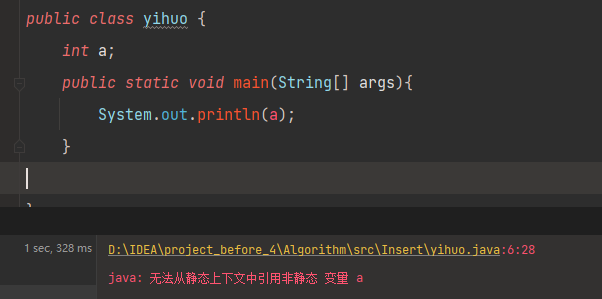 public class yihuo {
int a;
public static void main(String[] args){
System.out.println(a);
}
1 sec, 328 ms
D:\IDEA\project_before_4\Algorithm\src\Insert\yihuo.java:6:28
java: 无法从静态上下文中引用非静态 变量 a